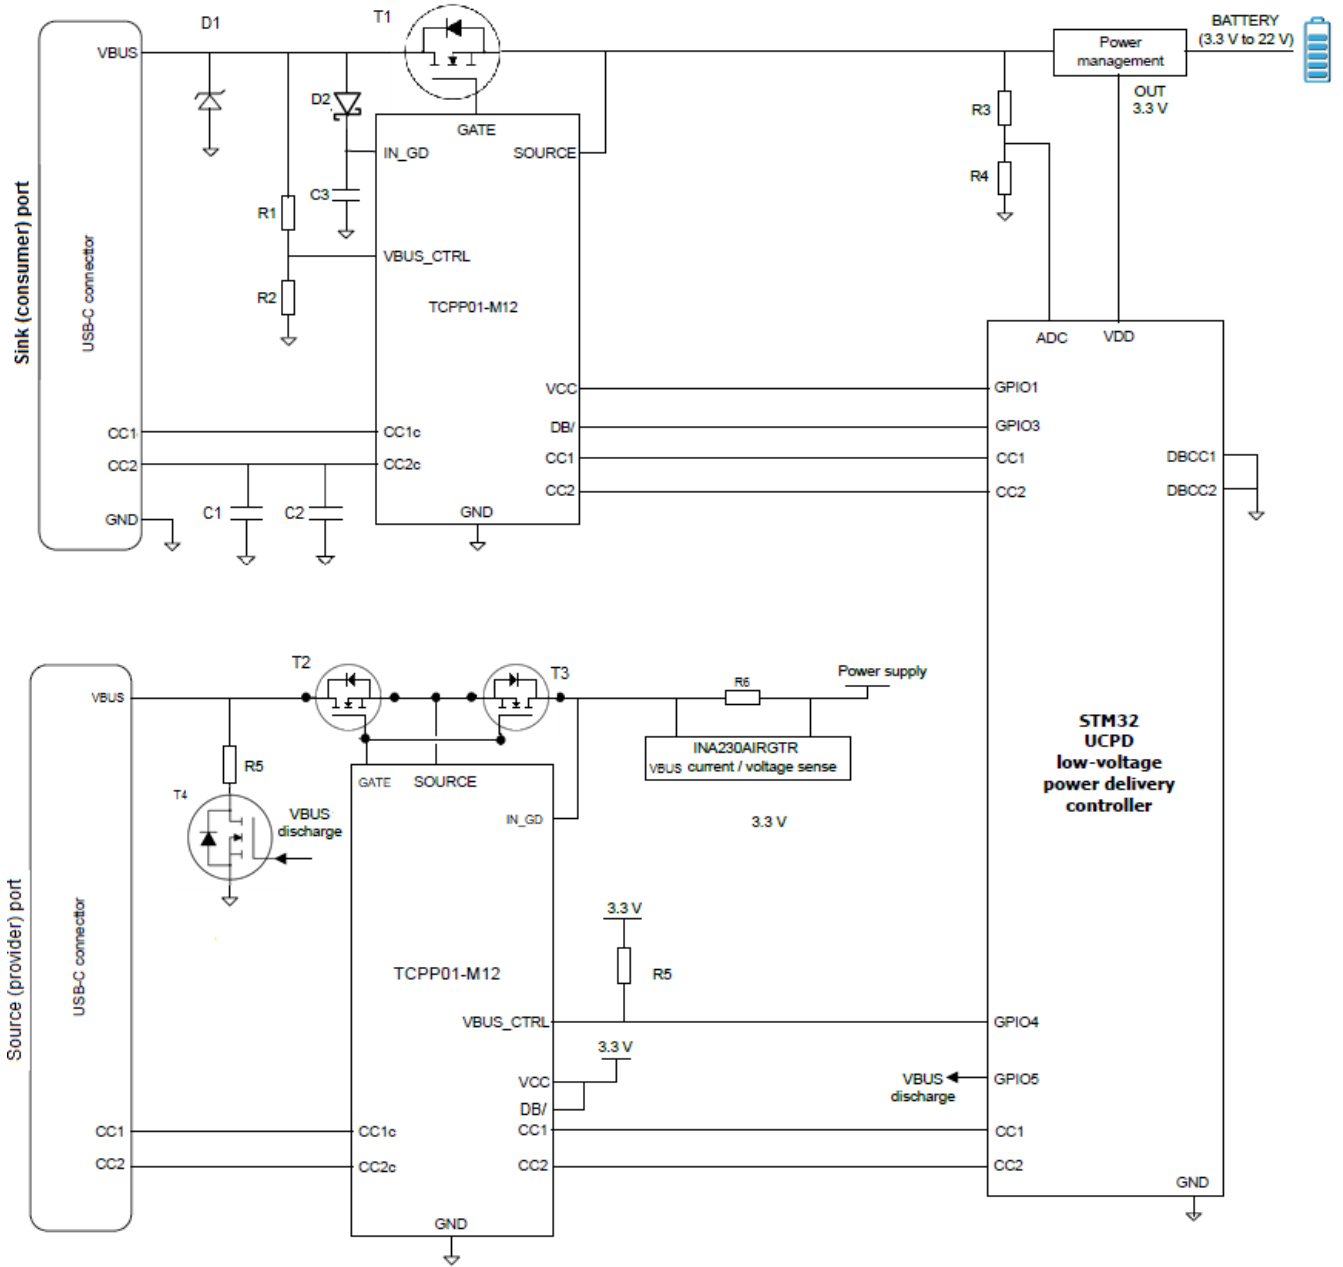 D1
T1
BATTERY
(3.3 V to 22 V)
VBUS
Power
management
OUT
3.3 V
D2
R3
GATE
IN_GD
SOURCE
R4
C3
R1
VBUS_CTRL
R2
TCPP01-M12
Sink (consumer) port
USB-C connecttor
ADC
VDD
VCC
GPIO1
DB/
GPIO3
CC1
CC1c
CC1
CC1
DBCC1
CC2
CC2c
CC2
CC2
DBCC2
GND
C1
C2
GND
T2
T3
Power supply
VBUS
R6
STM32
UCPD
low-voltage
power delivery
controller
INA230AIRGTR
VBUS current / voltage sense
R5
GATE
SOURCE
T4
VBUS
discharge
IN_GD
3.3 V
Source (provider) port
USB-C connecttor
3.3 V
TCPP01-M12
R5
VBUS_CTRL
GPIO4
3.3 V
VCC
VBUS
discharge
GPIO5
DB/
CC1
CC1c
CC1
CC1
CC2
CC2c
CC2
CC2
GND
GND